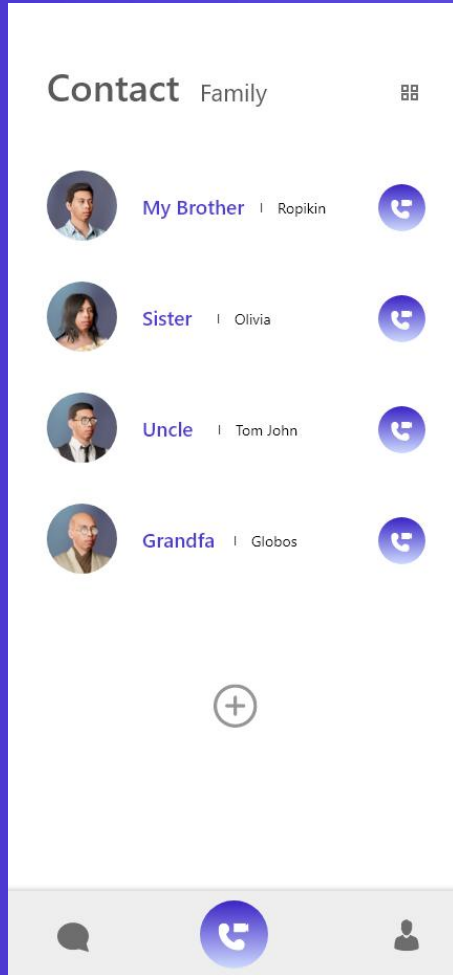 Contact Family
My Brother | Ropikin
Sister | Olivia
Uncle | Tom John
Grandfa | Globos